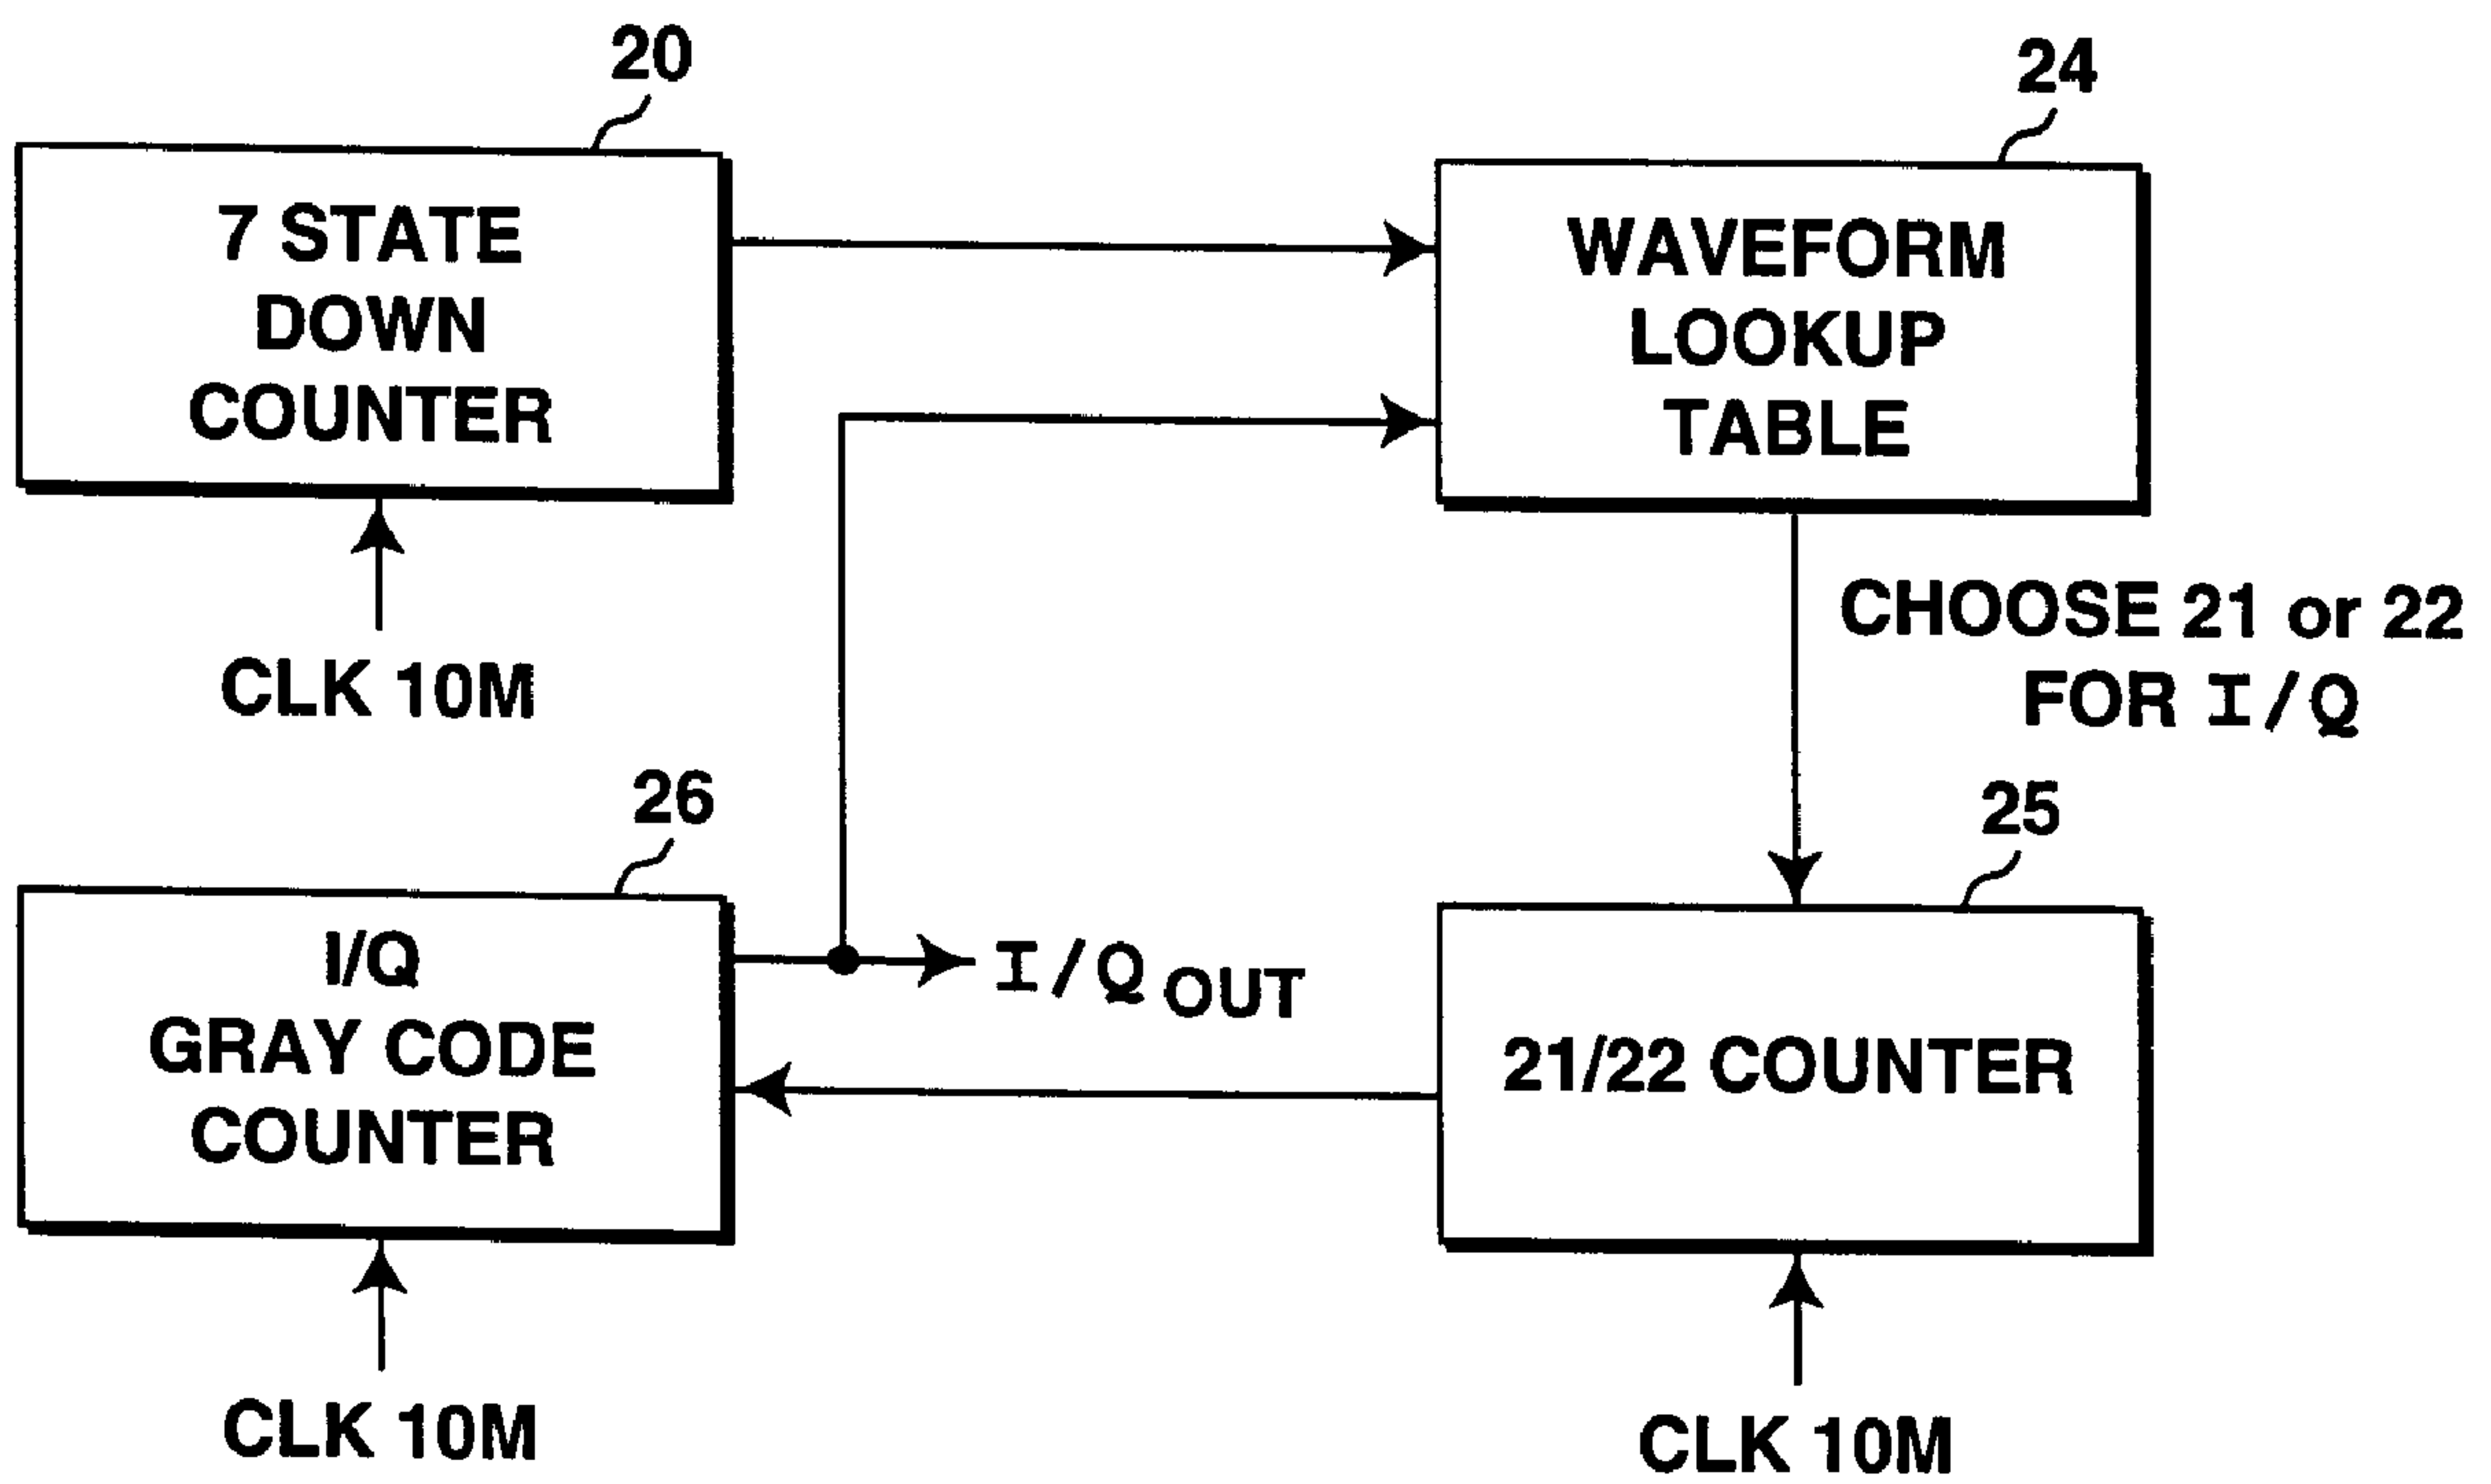 20
7 STATE
DOWN
COUNTER
CLK 10M
24
WAVEFORM
LOOKUP
TABLE
CHOOSE 21 or 22
FOR I/Q
26
I/Q
GRAY CODE
COUNTER
CLK 10M
I/Q OUT
25
21/22 COUNTER
CLK 10M